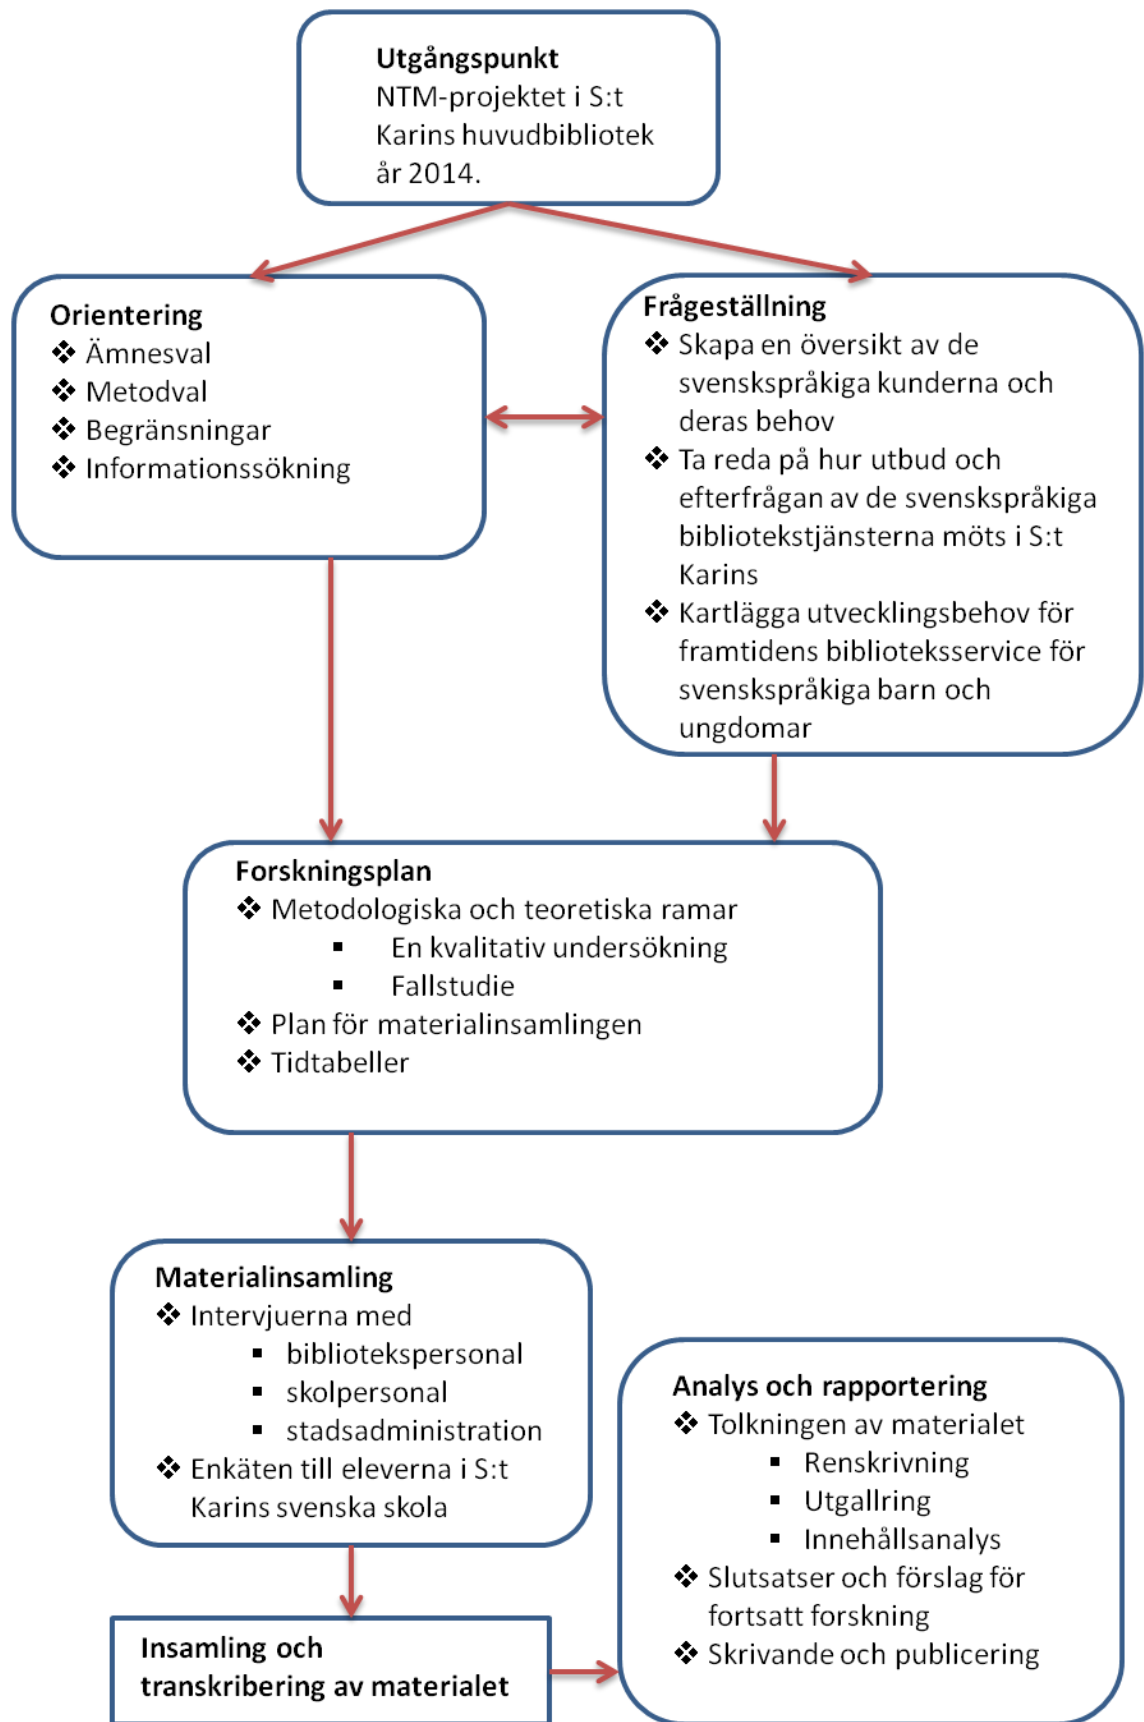 Utgångspunkt
NTM-projektet i S:t
Karins huvudbibliotek
år 2014.
Orientering
❖ Ämnesval
❖ Metodval
❖ Begränsningar
❖ Informationssökning
Frågeställning
❖ Skapa en översikt av de
svenskspråkiga kunderna och
deras behov
❖ Ta reda på hur utbud och
efterfrågan av de svenskspråkiga
bibliotekstjänsterna möts i S:t
Karins
❖ Kartlägga utvecklingsbehov för
framtidens biblioteksservice för
svenskspråkiga barn och
ungdomar
Forskningsplan
❖ Metodologiska och teoretiska ramar
▪ En kvalitativ undersökning
▪ Fallstudie
❖ Plan för materialinsamlingen
❖ Tidtabeller
Materialinsamling
❖ Intervjuerna med
▪ bibliotekspersonal
▪ skolpersonal
▪ stadsadministration
❖ Enkäten till eleverna i S:t
Karins svenska skola
Insamling och
transkribering av materialet
Analys och rapportering
❖ Tolkningen av materialet
▪ Renskrivning
▪ Utgallring
▪ Innehållsanalys
❖ Slutsatser och förslag för
fortsatt forskning
❖ Skrivande och publicering